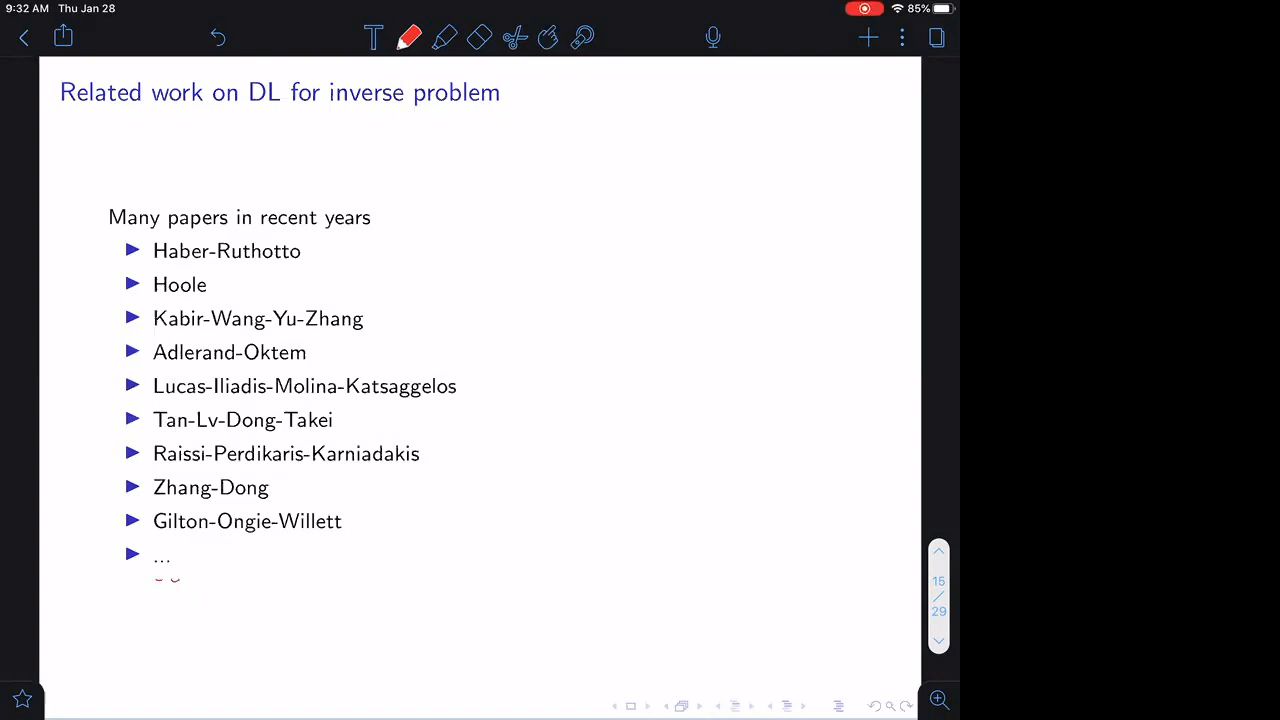 9:32 AM Thu Jan 28
85%
Related work on DL for inverse problem
Many papers in recent years
Haber-Ruthotto
Hoole
Kabir-Wang-Yu-Zhang
Adlerand-Oktem
Lucas-Iliadis-Molina-Katsaggelos
Tan-Lv-Dong-Takei
Raissi-Perdikaris-Karniadakis
Zhang-Dong
Gilton-Ongie-Willett
...
15
/
29